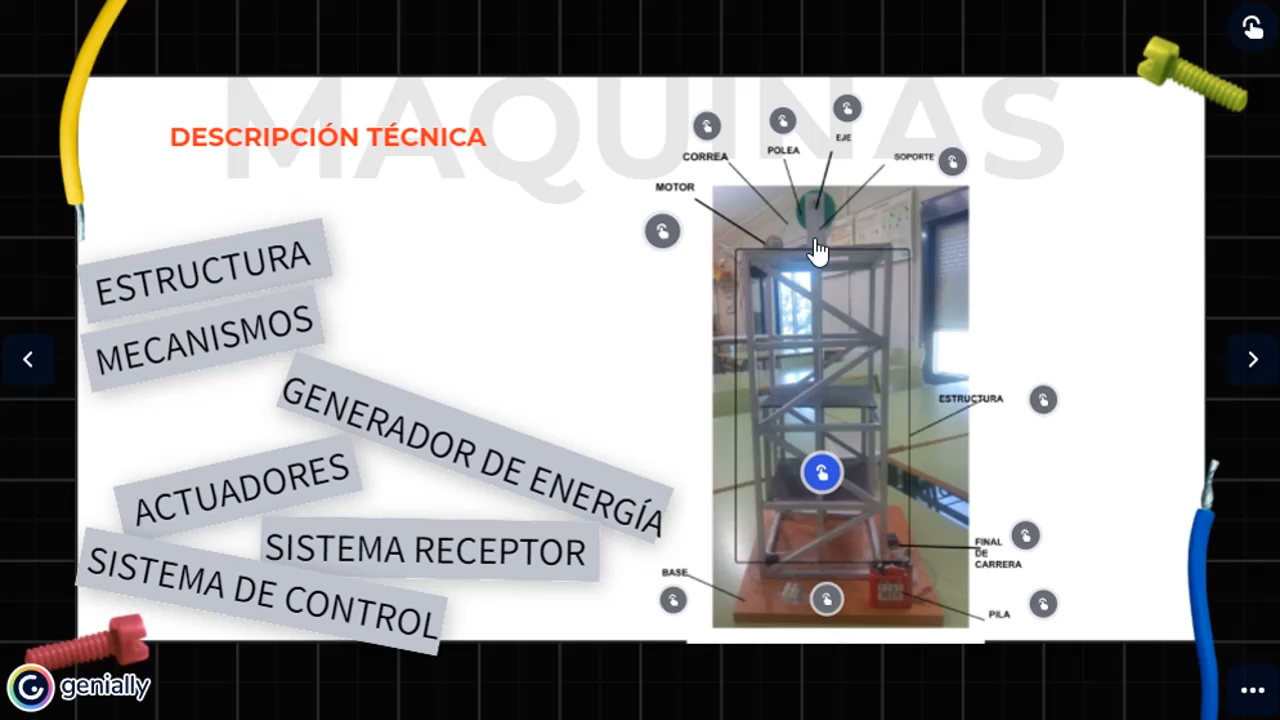 MAQUINAS
DESCRIPCIÓN TÉCNICA
EJE
POLEA
CORREA
SOPORTE
MOTOR
ESTRUCTURA
MECANISMOS
GENERADOR DE ENERGÍA
ESTRUCTURA
ACTUADORES
SISTEMA RECEPTOR
FINAL
DE
CARRERA
SISTEMA DE CONTROL
BASE
PILA
genially